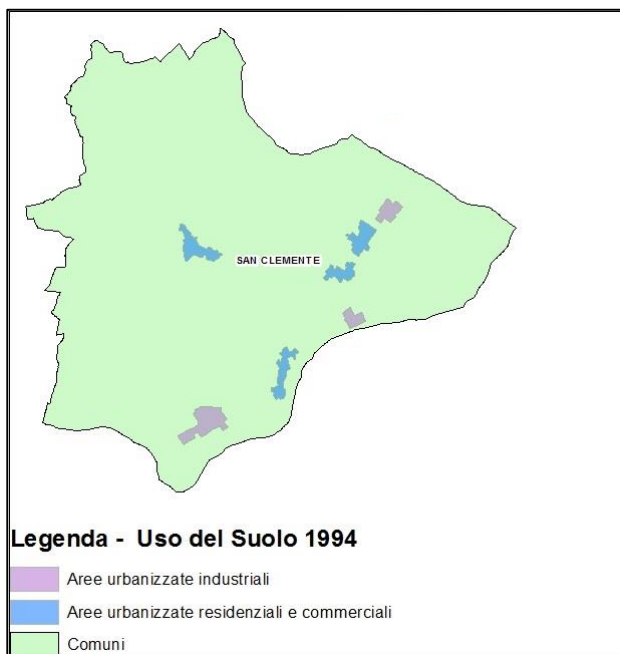 SAN CLEMENTE
Legenda - Uso del Suolo 1994
Aree urbanizzate industriali
Aree urbanizzate residenziali e commerciali
Comuni